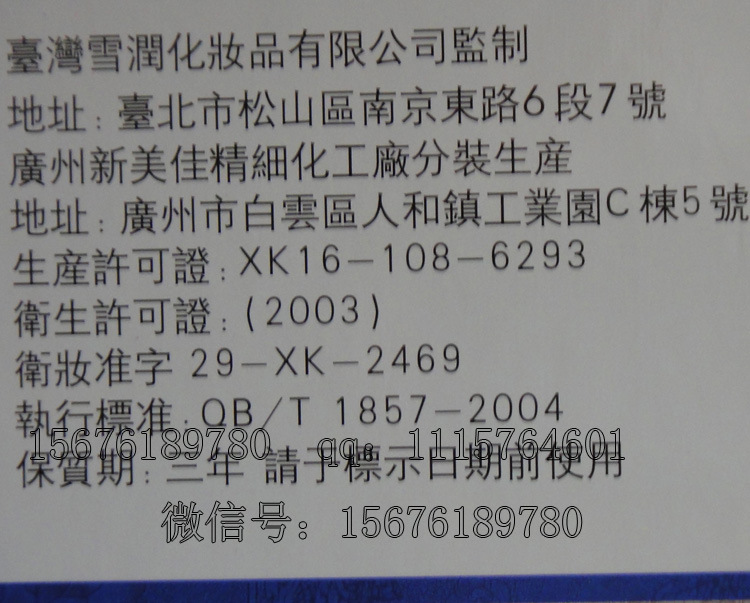 臺灣雪潤化妝品有限公司監制
地址:臺北市松山區南京東路6段7號
廣州新美佳精細化工廠分裝生産
地址:廣州市白雲區人和鎮工業園C棟5號
生産許可證:XK16-108-6293
衛生許可證:(2003)
衛妝准字 29-XK-2469
執行標准:QB/T 1857-2004
15676189780 qq:1115764601
保質期:三年 請于標示日期前使用
微信号:15676189780